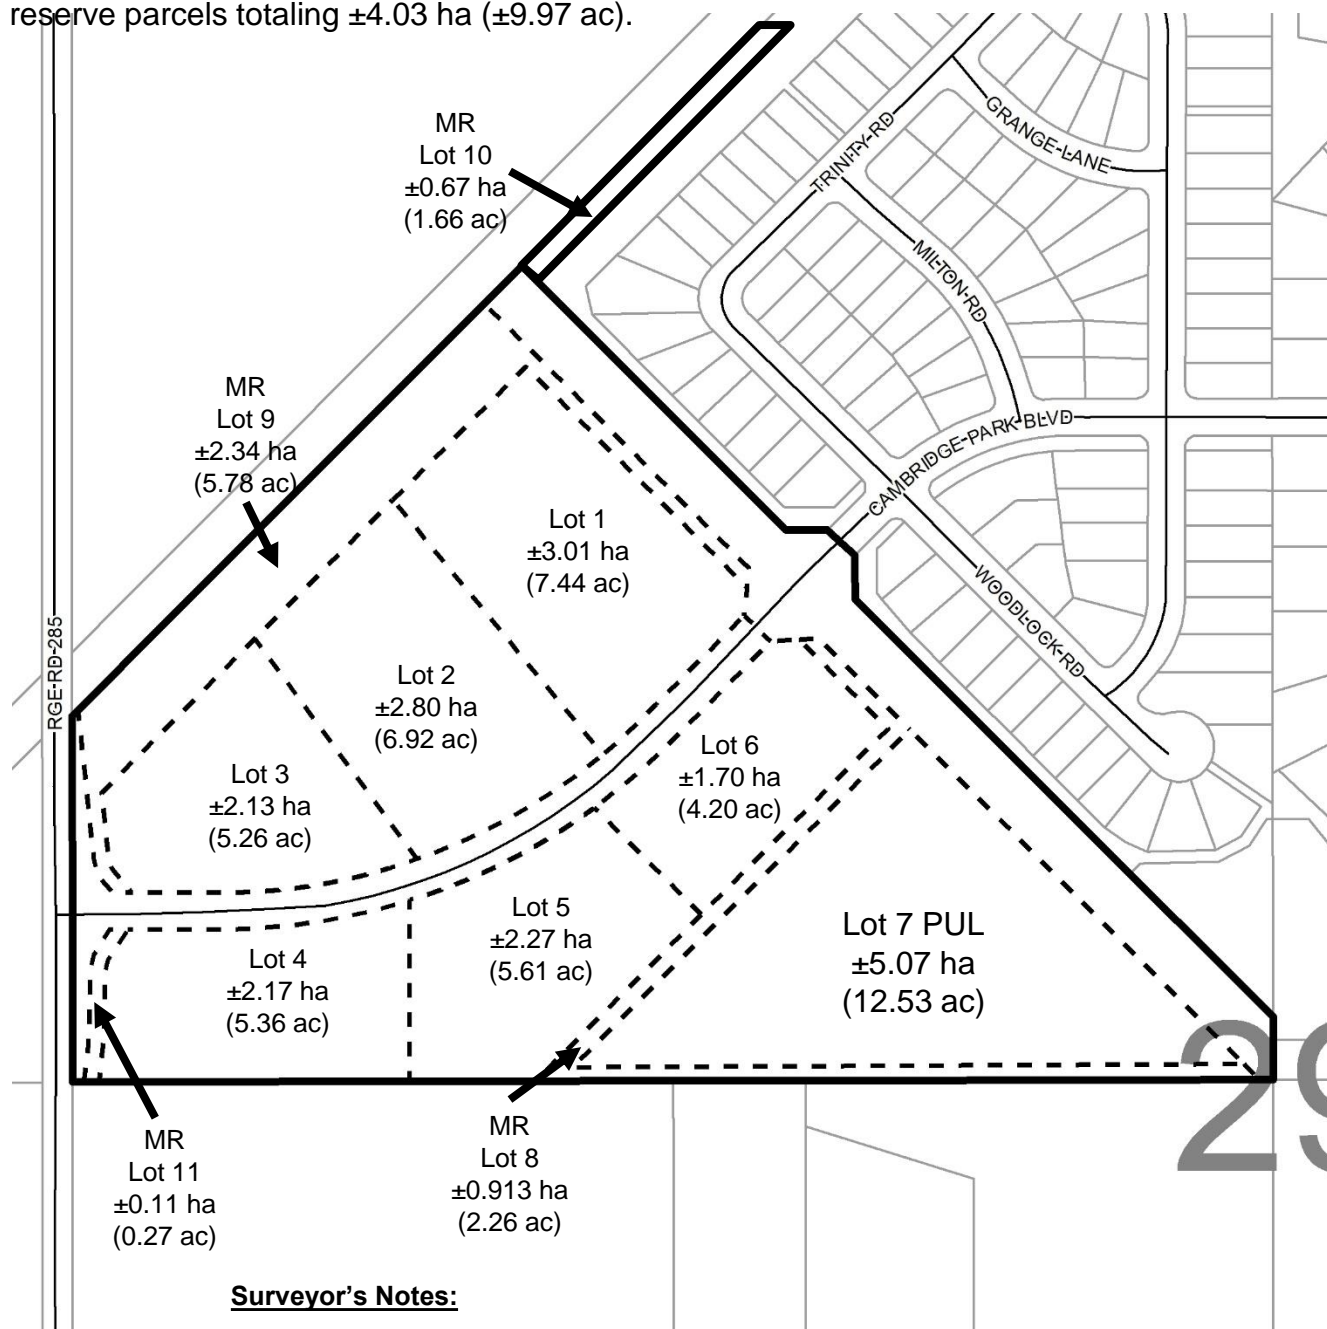 reserve parcels totaling ±4.03 ha (±9.97 ac).
MR
Lot 10
±0.67 ha
(1.66 ac)
GRANGE-LANE
TRINITY-RD
MILTON-RD
MR
Lot 9
±2.34 ha
(5.78 ac)
CAMBRIDGE-PARK-BLVD
Lot 1
±3.01 ha
(7.44 ac)
WOODLOCK-RD
RGE-RD-285
Lot 2
±2.80 ha
(6.92 ac)
Lot 6
±1.70 ha
(4.20 ac)
Lot 3
±2.13 ha
(5.26 ac)
Lot 5
±2.27 ha
(5.61 ac)
Lot 7 PUL
±5.07 ha
(12.53 ac)
Lot 4
±2.17 ha
(5.36 ac)
29
MR
Lot 11
±0.11 ha
(0.27 ac)
MR
Lot 8
±0.913 ha
(2.26 ac)
Surveyor's Notes: